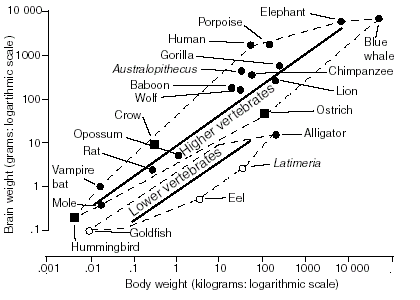 Elephant
Porpoise
10 000
Human
Gorilla
Blue
whale
Australopithecus
Chimpanzee
1000
Baboon
Wolf
Lion
100
Crow
Ostrich
Opossum
Higher vertebrates
Alligator
10
Rat
Lower vertebrates
Latimeria
Vampire
bat
1
Mole
Eel
.1
Goldfish
Hummingbird
.001
.01
.1
1
10
100
1000
10 000
Body weight (kilograms: logarithmic scale)
Brain weight (grams: logarithmic scale)